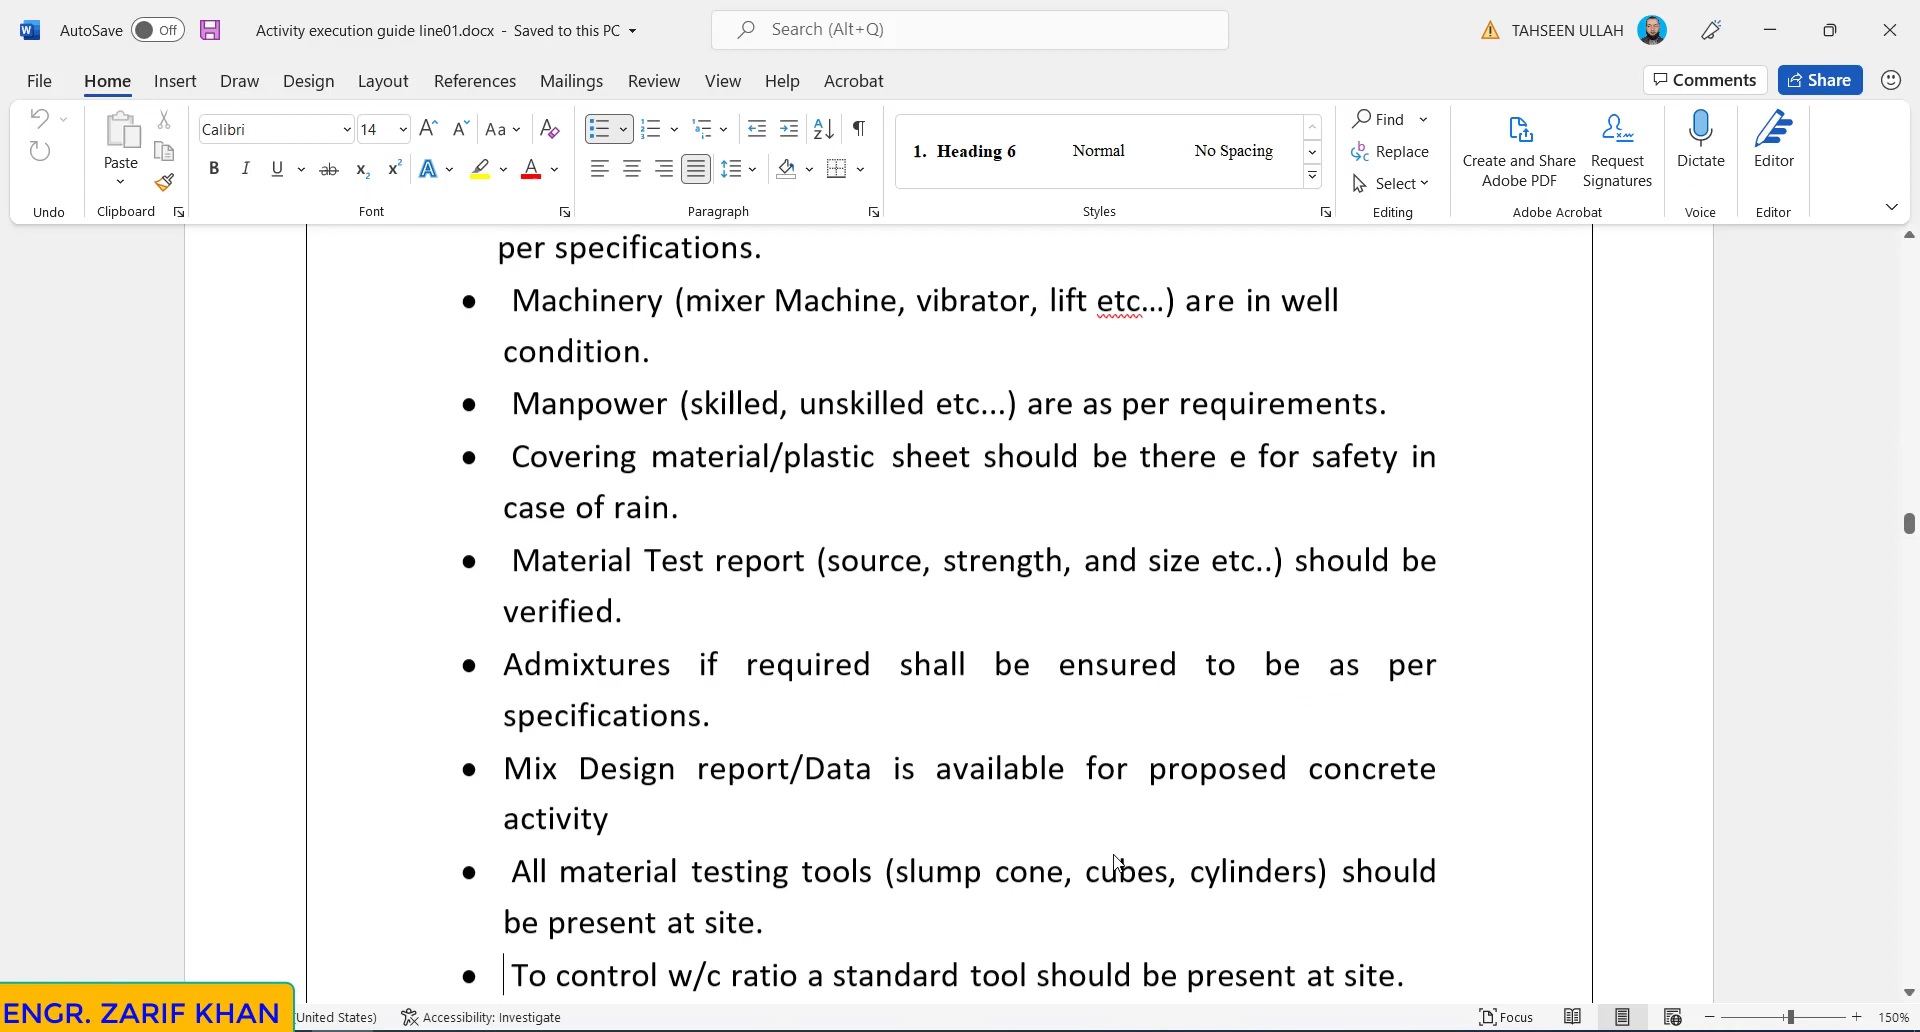 AutoSave Off Activity execution guide line01.docx - Saved to this PC Search (Alt+Q) TAHSEEN ULLAH
File Home Insert Draw Design Layout References Mailings Review View Help Acrobat Comments Share
Paste
Calibri 14 Aa
B I U ab x₂ x² A A
1. Heading 6 Normal No Spacing
Find
Replace
Select
Create and Share Adobe PDF
Request Signatures
Dictate
Editor
Undo Clipboard Font Paragraph Styles Editing Adobe Acrobat Voice Editor
per specifications.
• Machinery (mixer Machine, vibrator, lift etc...) are in well
condition.
• Manpower (skilled, unskilled etc...) are as per requirements.
• Covering material/plastic sheet should be there e for safety in
case of rain.
• Material Test report (source, strength, and size etc..) should be
verified.
• Admixtures if required shall be ensured to be as per
specifications.
• Mix Design report/Data is available for proposed concrete
activity
• All material testing tools (slump cone, cubes, cylinders) should
be present at site.
• To control w/c ratio a standard tool should be present at site.
ENGR. ZARIF KHAN
United States) Accessibility: Investigate Focus 150%